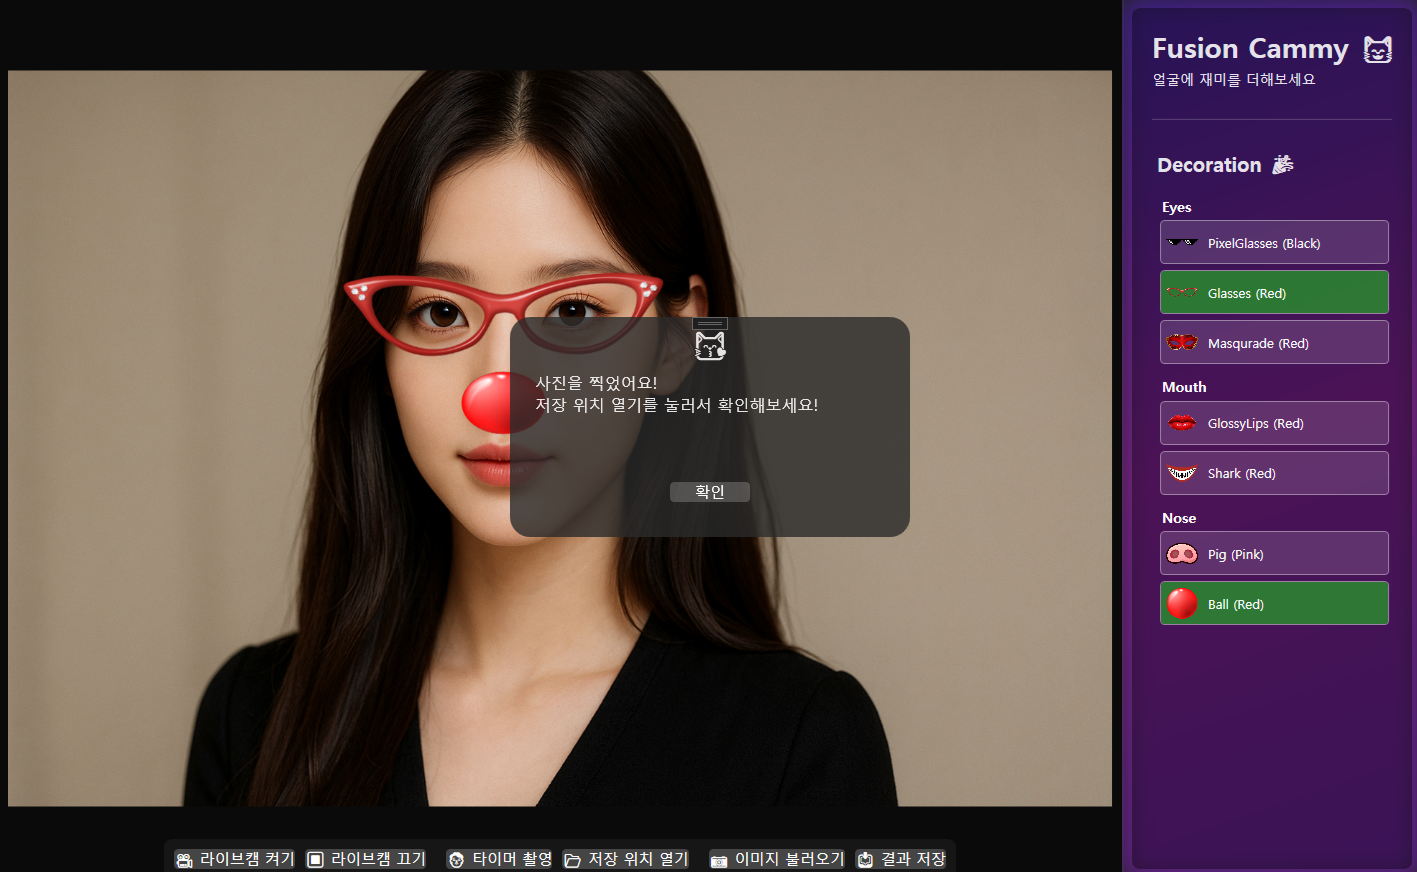 Fusion Cammy
얼굴에 재미를 더해보세요
Decoration
Eyes
PixelGlasses (Black)
Glasses (Red)
Masqurade (Red)
Mouth
GlossyLips (Red)
Shark (Red)
Nose
Pig (Pink)
Ball (Red)
사진을 찍었어요!
저장 위치 열기를 눌러서 확인해보세요!
확인
라이브캠 켜기 라이브캠 끄기 타이머 촬영 저장 위치 열기 이미지 불러오기 결과 저장